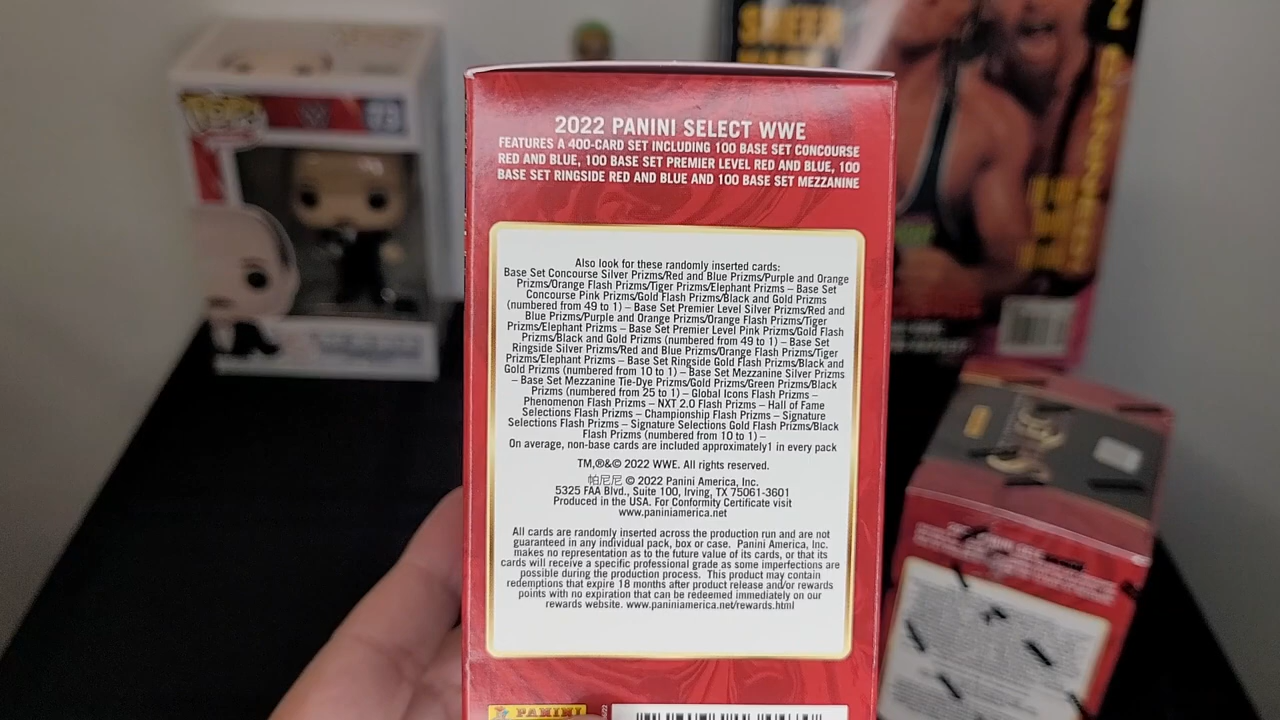 2022 PANINI SELECT WWE
FEATURES A 400-CARD SET INCLUDING 100 BASE SET CONCOURSE
RED AND BLUE, 100 BASE SET PREMIER LEVEL RED AND BLUE, 100
BASE SET RINGSIDE RED AND BLUE AND 100 BASE SET MEZZANINE
Also look for these randomly inserted cards:
Base Set Concourse Silver Prizms/Red and Blue Prizms/Purple and Orange
Prizms/Orange Flash Prizms/Tiger Prizms/Elephant Prizms – Base Set
Concourse Pink Prizms/Gold Flash Prizms/Black and Gold Prizms
(numbered from 49 to 1) – Base Set Premier Level Silver Prizms/Red and
Blue Prizms/Purple and Orange Prizms/Orange Flash Prizms/Tiger
Prizms/Elephant Prizms – Base Set Premier Level Pink Prizms/Gold Flash
Prizms/Black and Gold Prizms (numbered from 49 to 1) – Base Set
Ringside Silver Prizms/Red and Blue Prizms/Orange Flash Prizms/Tiger
Prizms/Elephant Prizms – Base Set Ringside Gold Flash Prizms/Black and
Gold Prizms (numbered from 10 to 1) – Base Set Mezzanine Silver Prizms
– Base Set Mezzanine Tie-Dye Prizms/Gold Prizms/Green Prizms/Black
Prizms (numbered from 25 to 1) – Global Icons Flash Prizms –
Phenomenon Flash Prizms – NXT 2.0 Flash Prizms – Hall of Fame
Selections Flash Prizms – Championship Flash Prizms – Signature
Selections Flash Prizms – Signature Selections Gold Flash Prizms/Black
Flash Prizms (numbered from 10 to 1) –
On average, non-base cards are included approximately1 in every pack
TM,®&© 2022 WWE. All rights reserved.
帕尼尼 © 2022 Panini America, Inc.
5325 FAA Blvd., Suite 100, Irving, TX 75061-3601
Produced in the USA. For Conformity Certificate visit
www.paniniamerica.net
All cards are randomly inserted across the production run and are not
guaranteed in any individual pack, box or case. Panini America, Inc.
makes no representation as to the future value of its cards, or that its
cards will receive a specific professional grade as some imperfections are
possible during the production process. This product may contain
redemptions that expire 18 months after product release and/or rewards
points with no expiration that can be redeemed immediately on our
rewards website. www.paniniamerica.net/rewards.html
PANINI
POP!
73